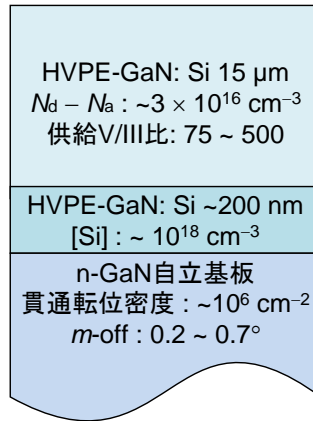 HVPE-GaN: Si 15 μm
Nd − Na : ~3 × 10¹⁶ cm⁻³
供給V/III比: 75 ~ 500
HVPE-GaN: Si ~200 nm
[Si] : ~ 10¹⁸ cm⁻³
n-GaN自立基板
貫通転位密度 : ~10⁶ cm⁻²
m-off : 0.2 ~ 0.7°